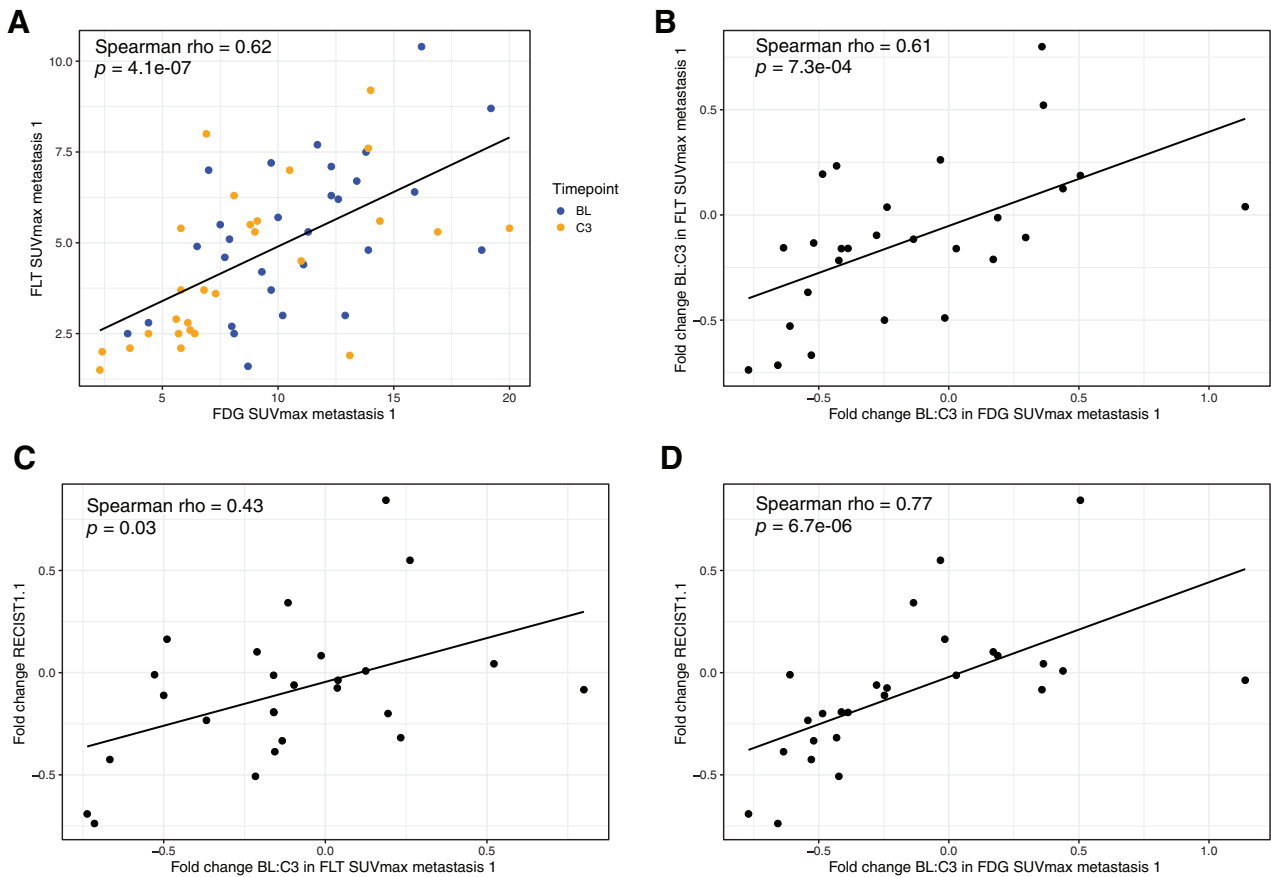 A
Spearman rho = 0.62
p = 4.1e-07
10.0
7.5
5.0
2.5
FLT SUVmax metastasis 1
5
10
15
20
FDG SUVmax metastasis 1
Timepoint
BL
C3
B
Spearman rho = 0.61
p = 7.3e-04
0.5
0.0
−0.5
Fold change BL:C3 in FLT SUVmax metastasis 1
−0.5
0.0
0.5
1.0
Fold change BL:C3 in FDG SUVmax metastasis 1
C
Spearman rho = 0.43
p = 0.03
0.5
0.0
−0.5
Fold change RECIST1.1
−0.5
0.0
0.5
Fold change BL:C3 in FLT SUVmax metastasis 1
D
Spearman rho = 0.77
p = 6.7e-06
0.5
0.0
−0.5
Fold change RECIST1.1
−0.5
0.0
0.5
1.0
Fold change BL:C3 in FDG SUVmax metastasis 1